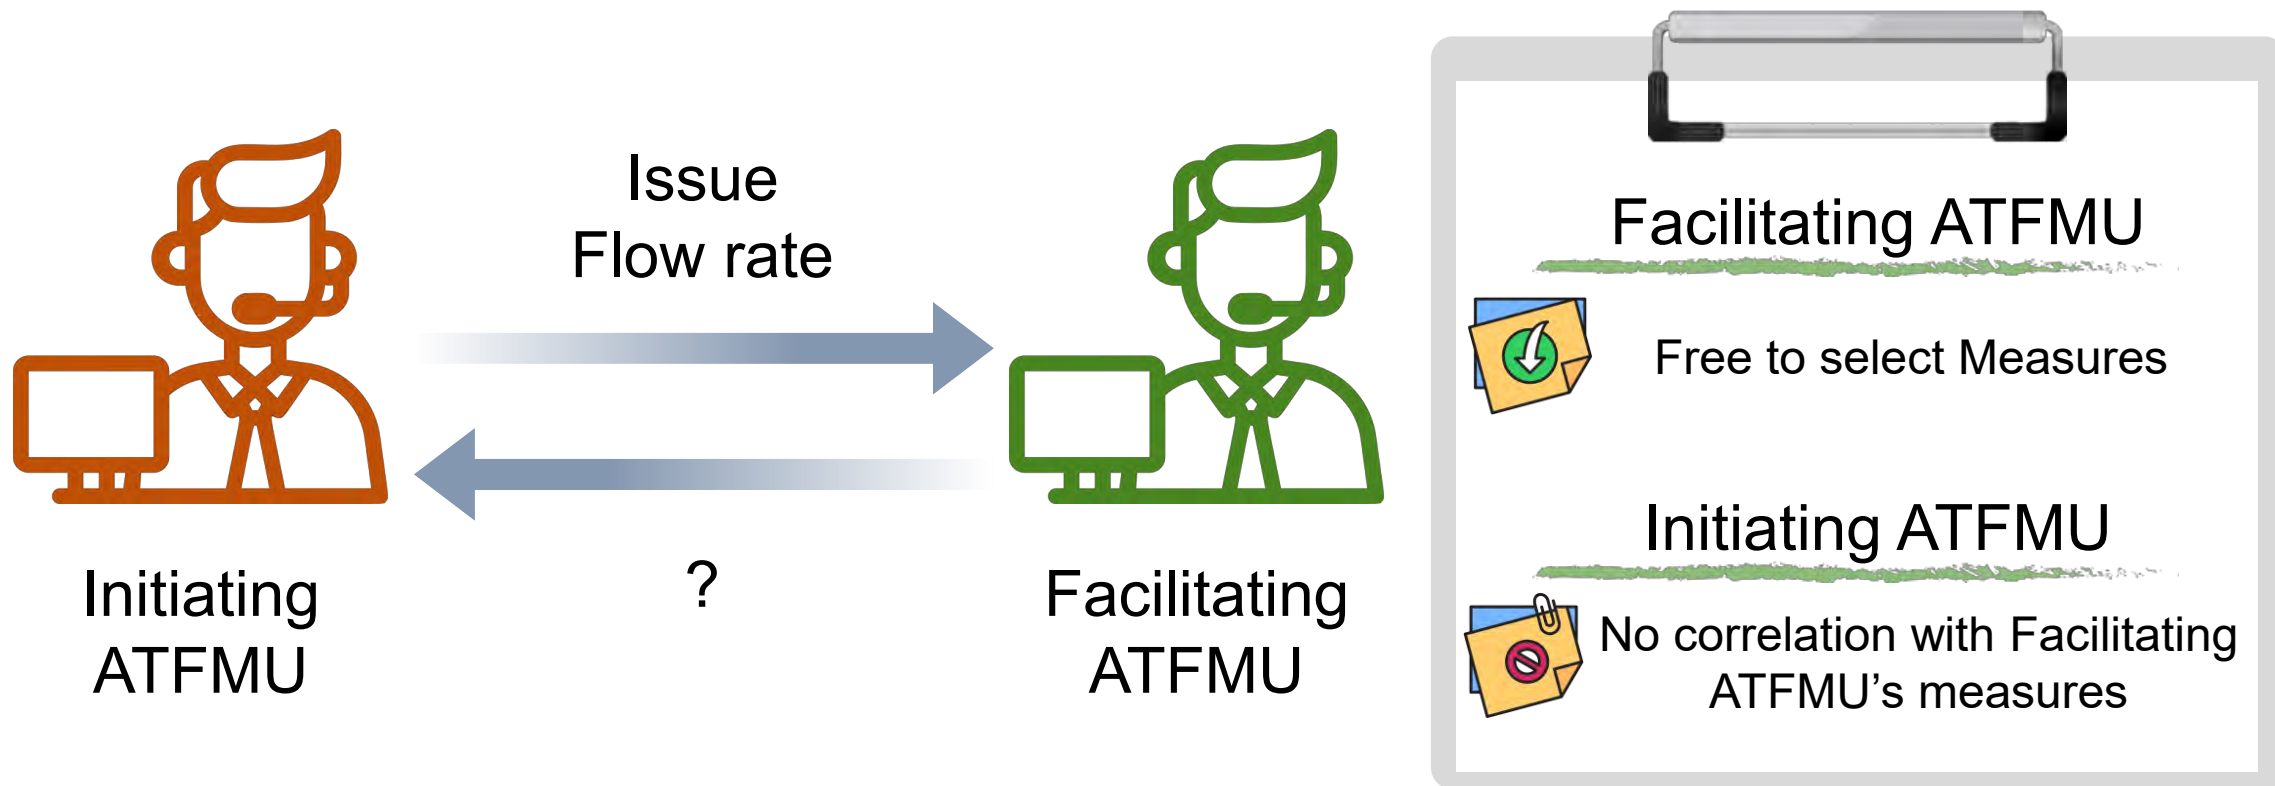 Issue
Flow rate
?
Initiating
ATFMU
Facilitating
ATFMU
Facilitating ATFMU
Free to select Measures
Initiating ATFMU
No correlation with Facilitating
ATFMU’s measures